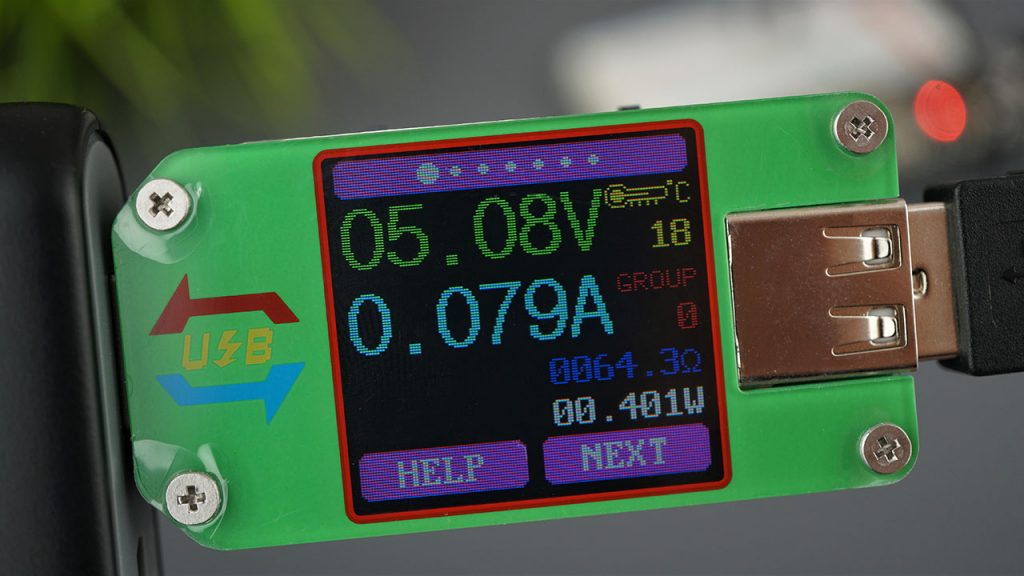 USB
05.08V
°C
18
0.079A
GROUP
0
0064.3Ω
00.401W
HELP
NEXT